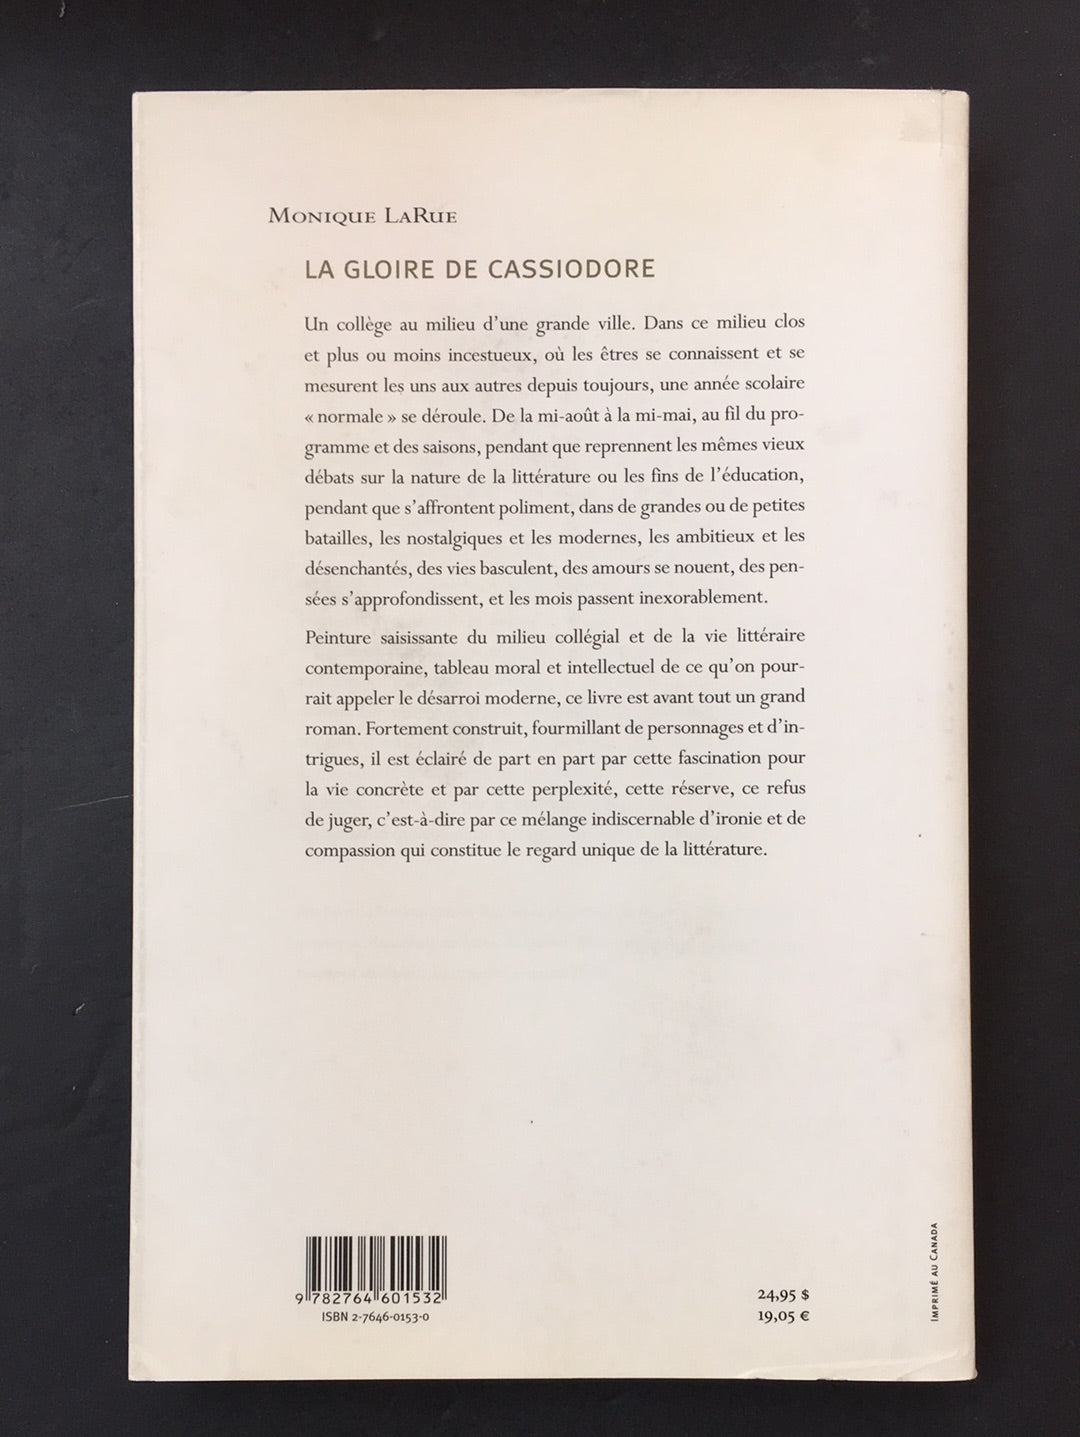 Monique LaRue
LA GLOIRE DE CASSIODORE
Un collège au milieu d'une grande ville. Dans ce milieu clos
et plus ou moins incestueux, où les êtres se connaissent et se
mesurent les uns aux autres depuis toujours, une année scolaire
« normale » se déroule. De la mi-août à la mi-mai, au fil du pro-
gramme et des saisons, pendant que reprennent les mêmes vieux
débats sur la nature de la littérature ou les fins de l'éducation,
pendant que s'affrontent poliment, dans de grandes ou de petites
batailles, les nostalgiques et les modernes, les ambitieux et les
désenchantés, des vies basculent, des amours se nouent, des pen-
sées s'approfondissent, et les mois passent inexorablement.
Peinture saisissante du milieu collégial et de la vie littéraire
contemporaine, tableau moral et intellectuel de ce qu'on pour-
rait appeler le désarroi moderne, ce livre est avant tout un grand
roman. Fortement construit, fourmillant de personnages et d'in-
trigues, il est éclairé de part en part par cette fascination pour
la vie concrète et par cette perplexité, cette réserve, ce refus
de juger, c'est-à-dire par ce mélange indiscernable d'ironie et de
compassion qui constitue le regard unique de la littérature.
9 782764 601532
ISBN 2-7646-0153-0
24,95 $
19,05 €
Imprimé au Canada